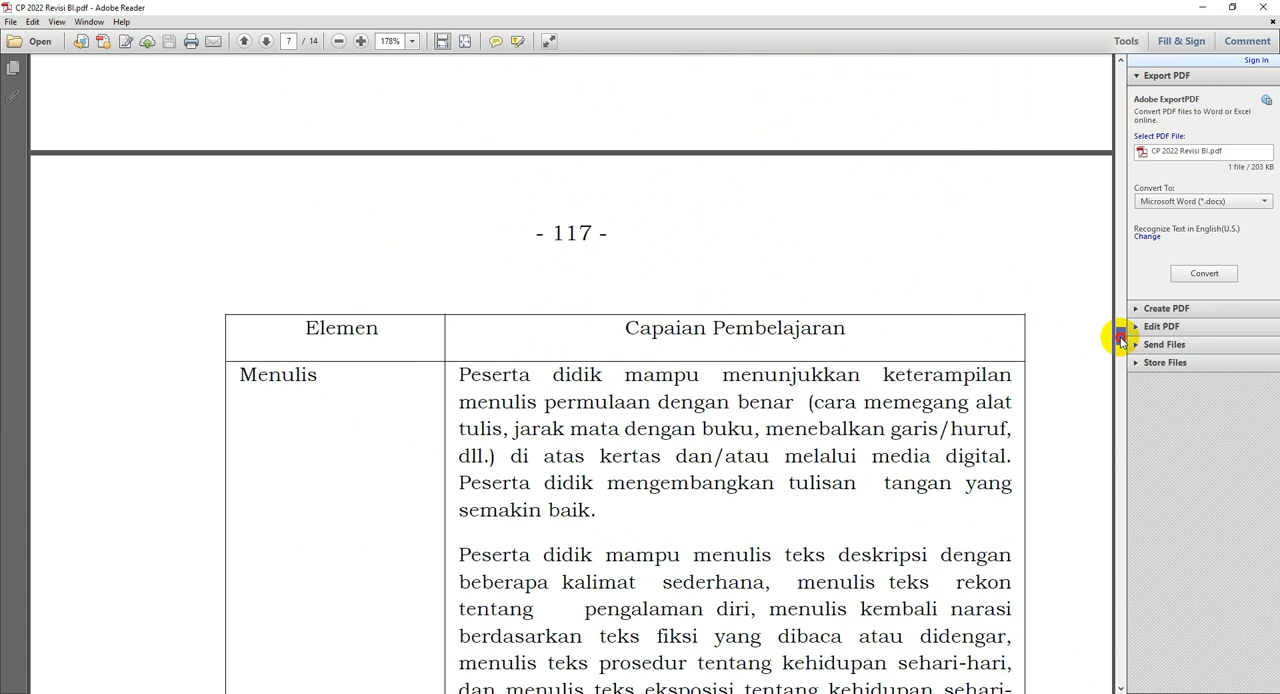 CP 2022 Revisi BI.pdf - Adobe Reader
File Edit View Window Help
Open 7 / 14 178% Tools Fill & Sign Comment
Sign In
Export PDF
Adobe ExportPDF
Convert PDF files to Word or Excel
online.
Select PDF File:
CP 2022 Revisi BI.pdf
1 file / 203 KB
Convert To:
Microsoft Word (*.docx)
Recognize Text in English(U.S.)
Change
Convert
Create PDF
Edit PDF
Send Files
Store Files
- 117 -
Elemen Capaian Pembelajaran
Menulis Peserta didik mampu menunjukkan keterampilan
menulis permulaan dengan benar (cara memegang alat
tulis, jarak mata dengan buku, menebalkan garis/huruf,
dll.) di atas kertas dan/atau melalui media digital.
Peserta didik mengembangkan tulisan tangan yang
semakin baik.
Peserta didik mampu menulis teks deskripsi dengan
beberapa kalimat sederhana, menulis teks rekon
tentang pengalaman diri, menulis kembali narasi
berdasarkan teks fiksi yang dibaca atau didengar,
menulis teks prosedur tentang kehidupan sehari-hari,
dan menulis teks eksposisi tentang kehidupan sehari-